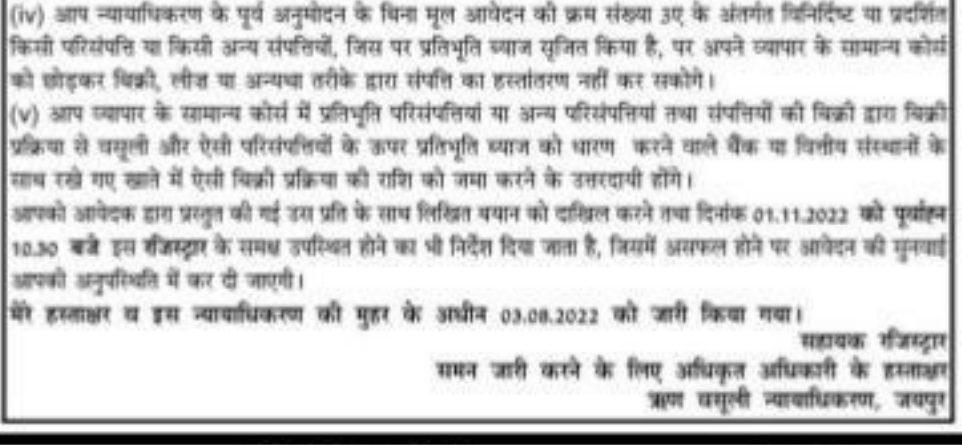 (iv) आप न्यायाधिकरण के पूर्व अनुमोदन के बिना मूल आवेदन की क्रम संख्या 3ए के अंतर्गत विनिर्दिष्ट या प्रदर्शित
किसी परिसंपत्ति या किसी अन्य संपत्तियों, जिस पर प्रतिभूति ब्याज सृजित किया है, पर अपने व्यापार के सामान्य कोर्स
को छोड़कर बिक्री, लीज या अन्यथा तरीके द्वारा संपत्ति का हस्तांतरण नहीं कर सकोगे।
(v) आप व्यापार के सामान्य कोर्स में प्रतिभूति परिसंपत्तियां या अन्य परिसंपत्तियां तथा संपत्तियों की बिक्री द्वारा बिक्री
प्रक्रिया से वसूली और ऐसी परिसंपत्तियों के ऊपर प्रतिभूति ब्याज को धारण करने वाले बैंक या वित्तीय संस्थानों के
साथ रखे गए खाते में ऐसी बिक्री प्रक्रिया की राशि को जमा करने के उत्तरदायी होंगे।
आपको आवेदक द्वारा प्रस्तुत की गई उस प्रति के साथ लिखित बयान को दाखिल करने तथा दिनांक 01.11.2022 को पूर्वाहन
10.30 बजे इस रजिस्ट्रार के समक्ष उपस्थित होने का भी निर्देश दिया जाता है, जिसमें असफल होने पर आवेदन की सुनवाई
आपकी अनुपस्थिति में कर दी जाएगी।
मेरे हस्ताक्षर व इस न्यायाधिकरण की मुहर के अधीन 03.08.2022 को जारी किया गया।
सहायक रजिस्ट्रार
समन जारी करने के लिए अधिकृत अधिकारी के हस्ताक्षर
ऋण वसूली न्यायाधिकरण, जयपुर